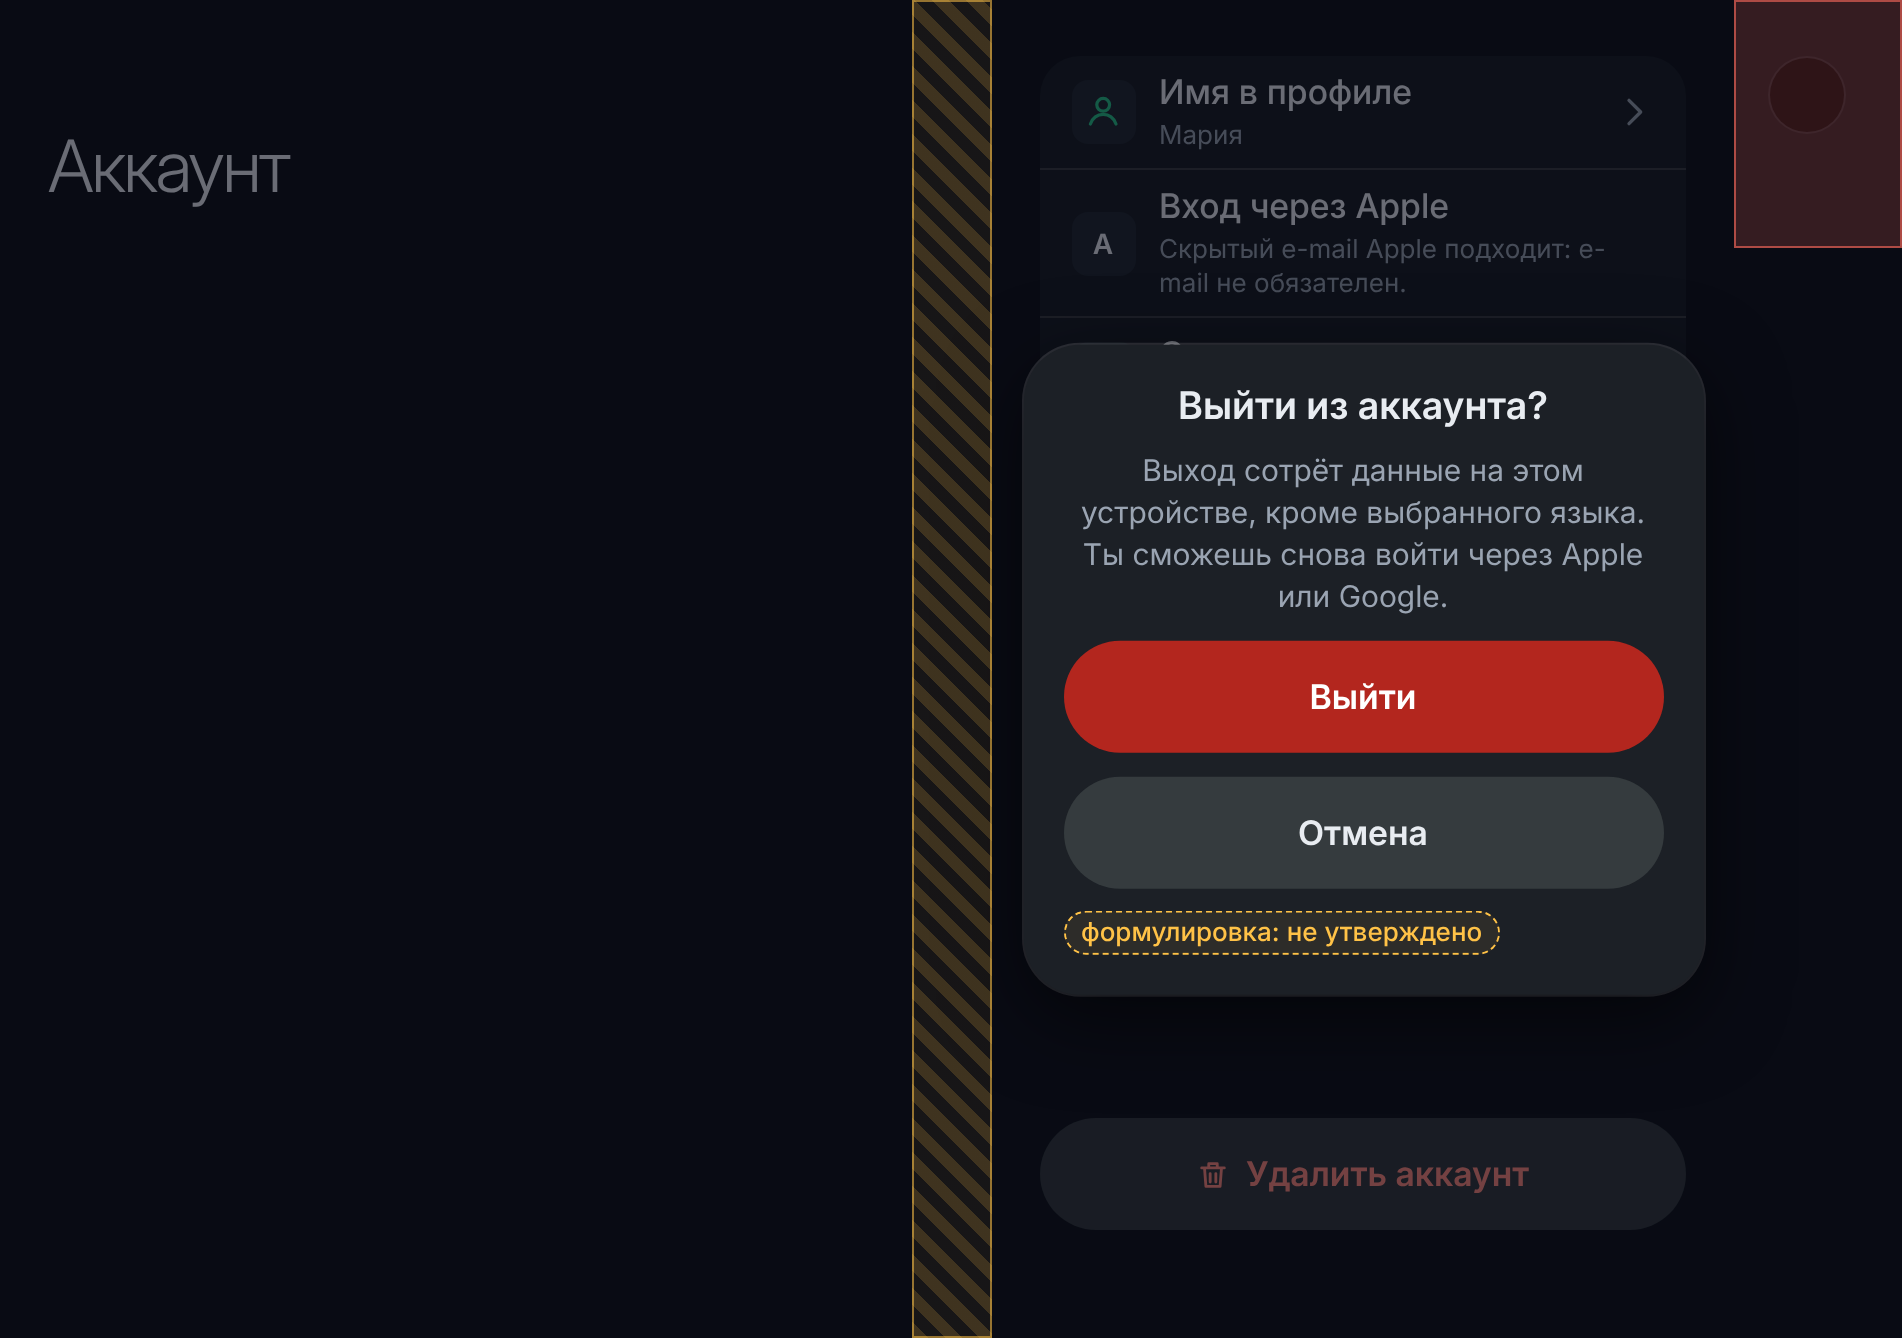 Аккаунт
Имя в профиле
Мария
A
Вход через Apple
Скрытый e-mail Apple подходит: e-
mail не обязателен.
Выйти из аккаунта?
Выход сотрёт данные на этом
устройстве, кроме выбранного языка.
Ты сможешь снова войти через Apple
или Google.
Выйти
Отмена
формулировка: не утверждено
Удалить аккаунт